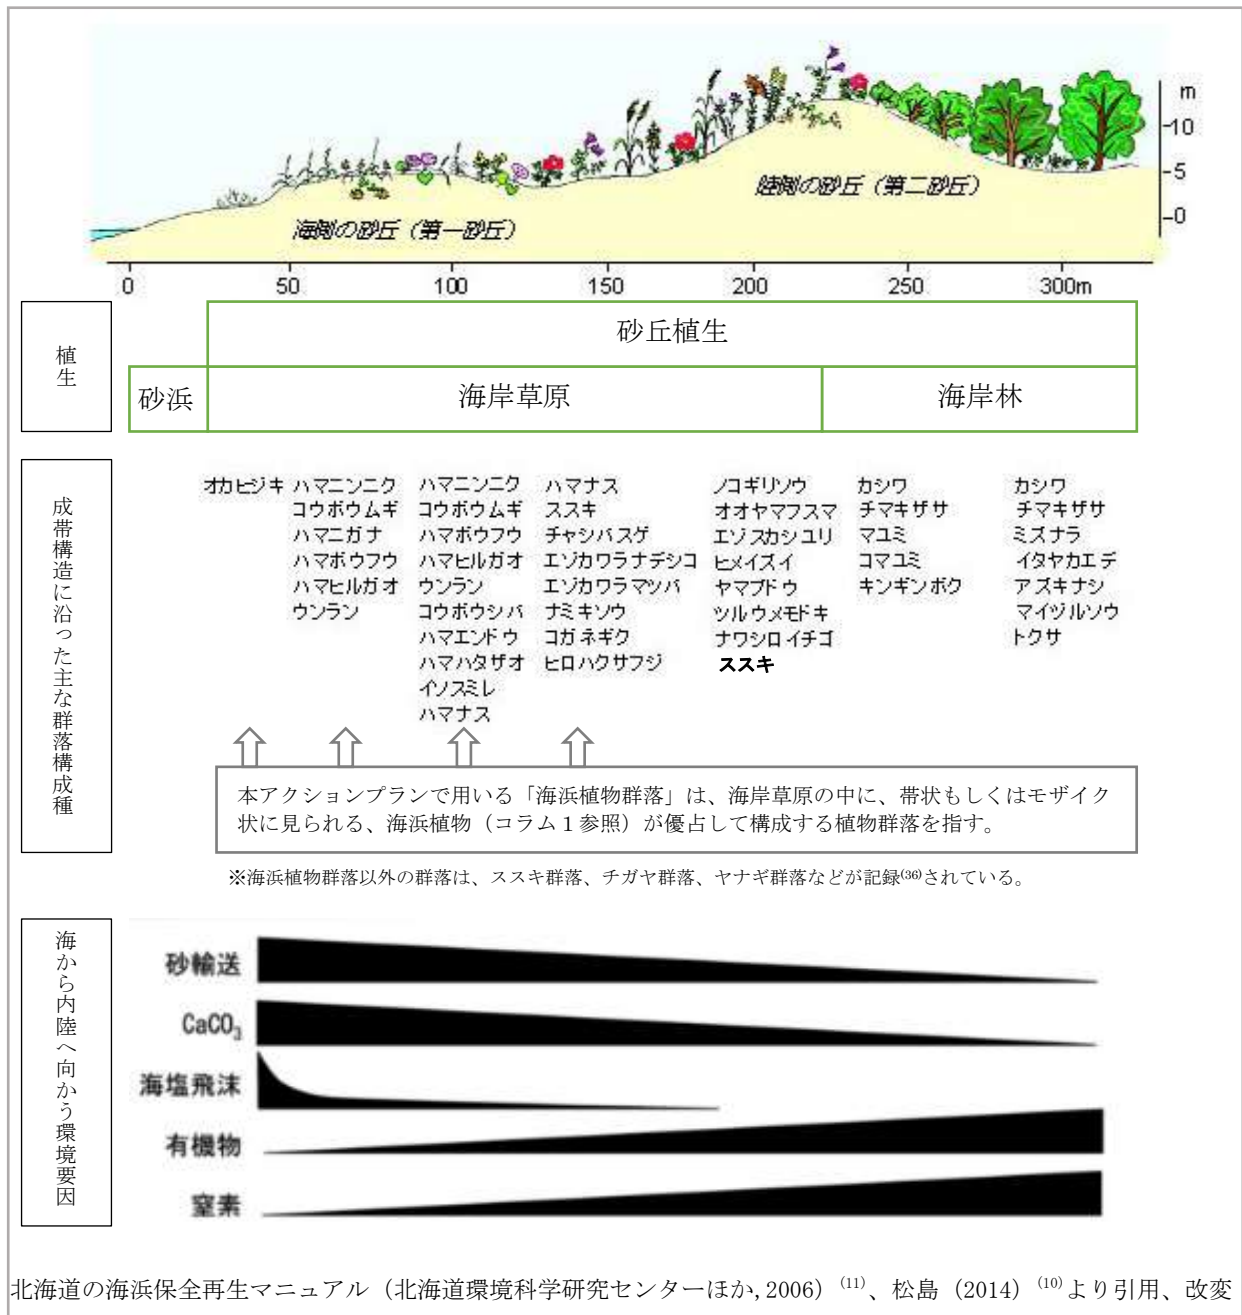 m
10
5
0
陸側の砂丘（第二砂丘）
海側の砂丘（第一砂丘）
0 50 100 150 200 250 300m
植生
砂丘植生
砂浜 海岸草原 海岸林
成帯構造に沿った主な群落構成種
オカヒジキ ハマニンニク ハマニンニク ハマナス ノコギリソウ カシワ カシワ
コウボウムギ コウボウムギ ススキ オオヤマフスマ チマキザサ チマキザサ
ハマニガナ ハマボウフウ チャシバスゲ エゾスカシユリ マユミ ミズナラ
ハマボウフウ ハマヒルガオ エゾカワラナデシコ ヒメイズイ コマユミ イタヤカエデ
ハマヒルガオ ウンラン エゾカワラマツバ ヤマブドウ キンギンボク アズキナシ
ウンラン コウボウシバ ナミキソウ ツルウメモドキ マイヅルソウ
ハマエンドウ コガネギク ナワシロイチゴ トクサ
ハマハタザオ ヒロハクサフジ ススキ
イソスミレ
ハマナス
本アクションプランで用いる「海浜植物群落」は、海岸草原の中に、帯状もしくはモザイク
状に見られる、海浜植物（コラム１参照）が優占して構成する植物群落を指す。
※海浜植物群落以外の群落は、ススキ群落、チガヤ群落、ヤナギ群落などが記録(36)されている。
海から内陸へ向かう環境要因
砂輸送
CaCO₃
海塩飛沫
有機物
窒素
北海道の海浜保全再生マニュアル（北海道環境科学研究センターほか,2006）(11)、松島（2014）(10)より引用、改変